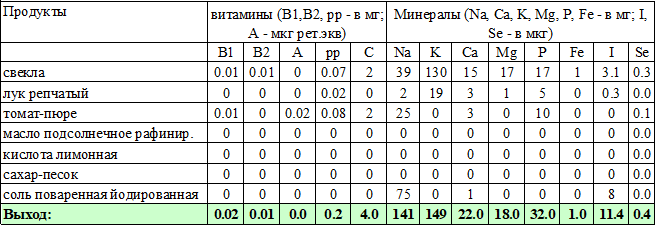 Продукты витамины (B1,B2, pp - в мг; Минералы (Na, Ca, K, Mg, P, Fe - в мг; I,
А - мкг рет.экв) Se - в мкг)
B1 B2 A pp C Na K Ca Mg P Fe I Se
свекла 0.01 0.01 0 0.07 2 39 130 15 17 17 1 3.1 0.3
лук репчатый 0 0 0 0.02 0 2 19 3 1 5 0 0.3 0.0
томат-пюре 0.01 0 0.02 0.08 2 25 0 3 0 10 0 0 0.1
масло подсолнечное рафинир. 0 0 0 0 0 0 0 0 0 0 0 0 0.0
кислота лимонная 0 0 0 0 0 0 0 0 0 0 0 0 0.0
сахар-песок 0 0 0 0 0 0 0 0 0 0 0 0 0.0
соль поваренная йодированная 0 0 0 0 0 75 0 1 0 0 0 8 0.0
Выход: 0.02 0.01 0.0 0.2 4.0 141 149 22.0 18.0 32.0 1.0 11.4 0.4